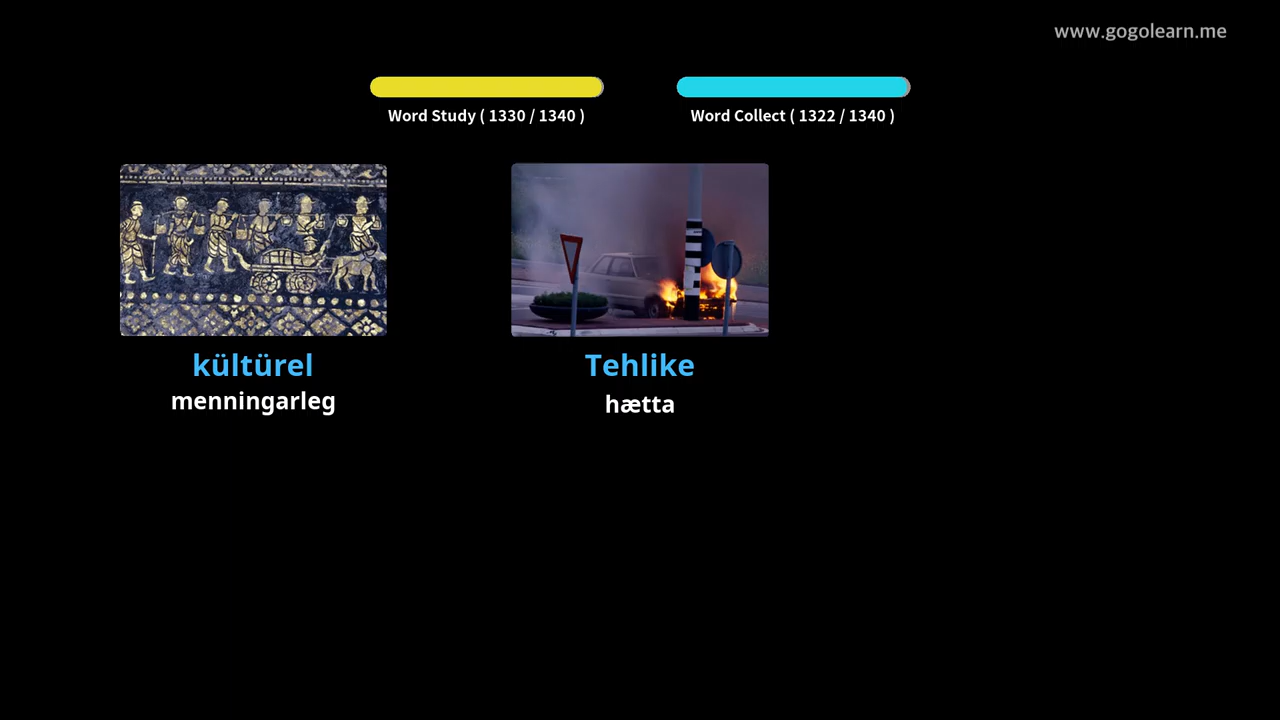 www.gogolearn.me
Word Study ( 1330 / 1340 )
Word Collect ( 1322 / 1340 )
kültürel
menningarleg
Tehlike
hætta